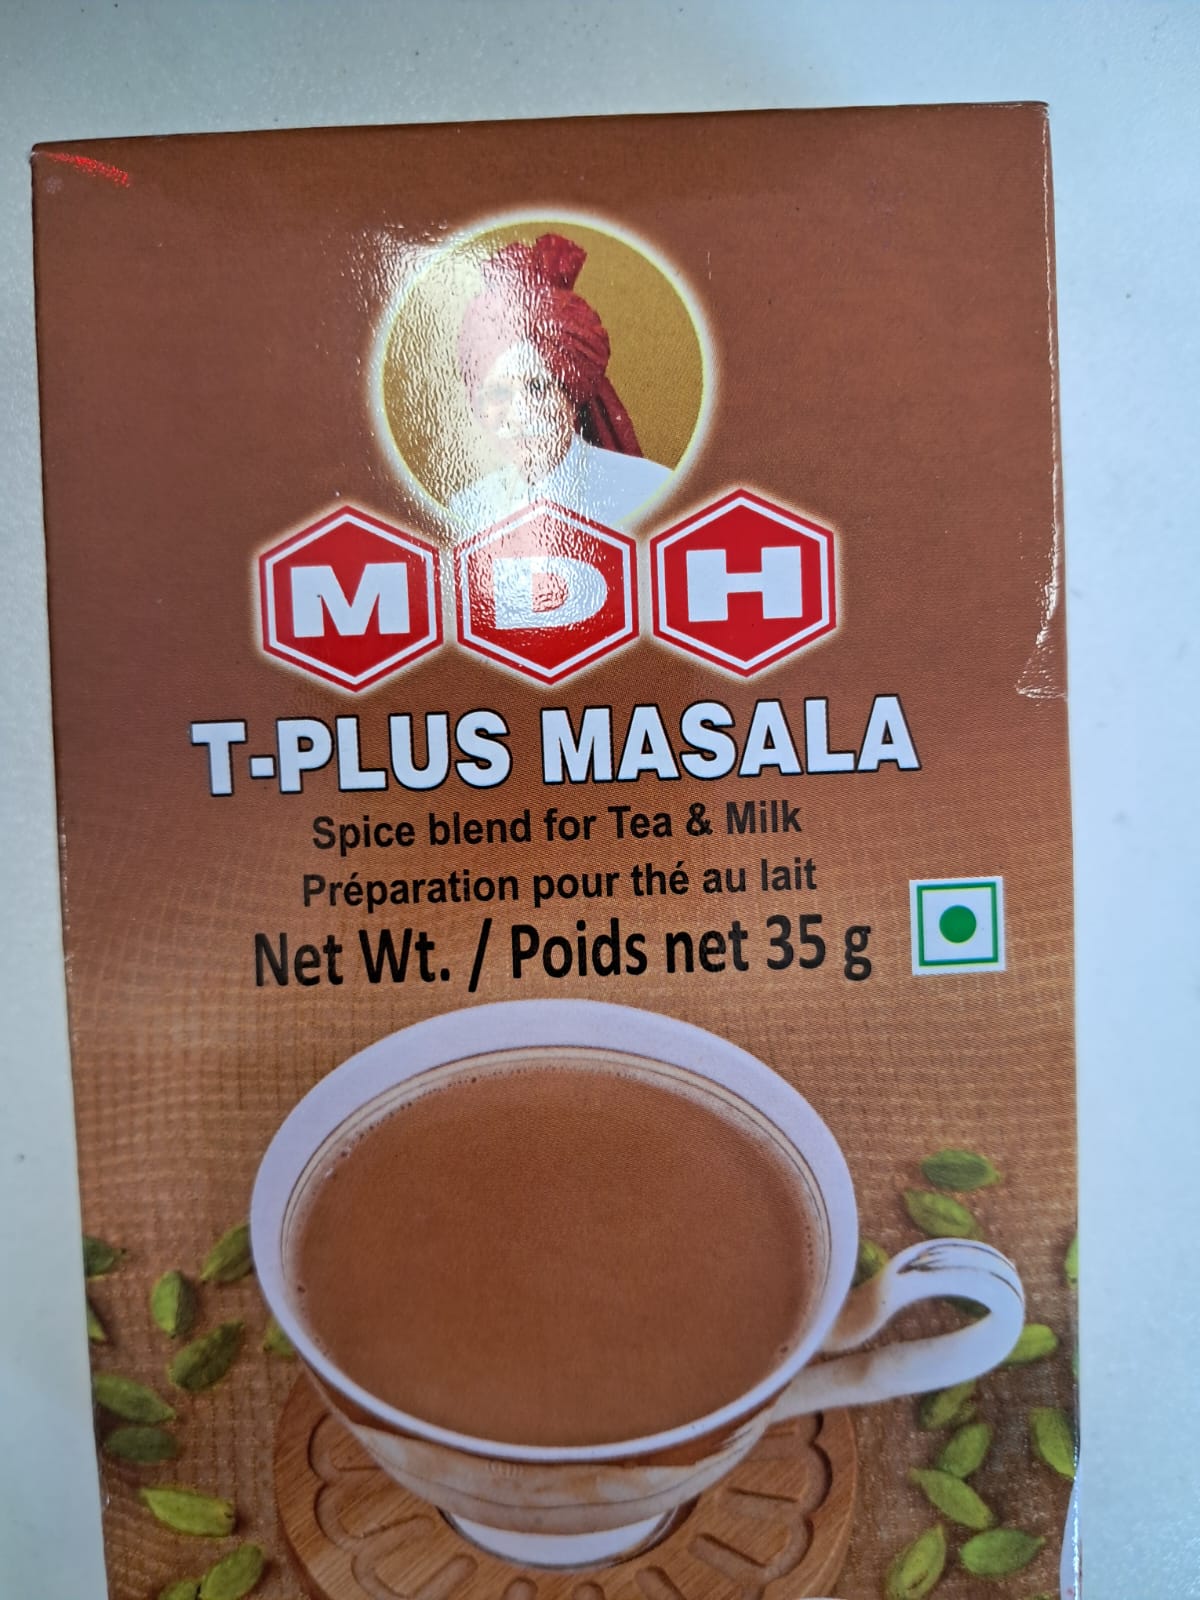 MDH
T-PLUS MASALA
Spice blend for Tea & Milk
Préparation pour thé au lait
Net Wt. / Poids net 35 g